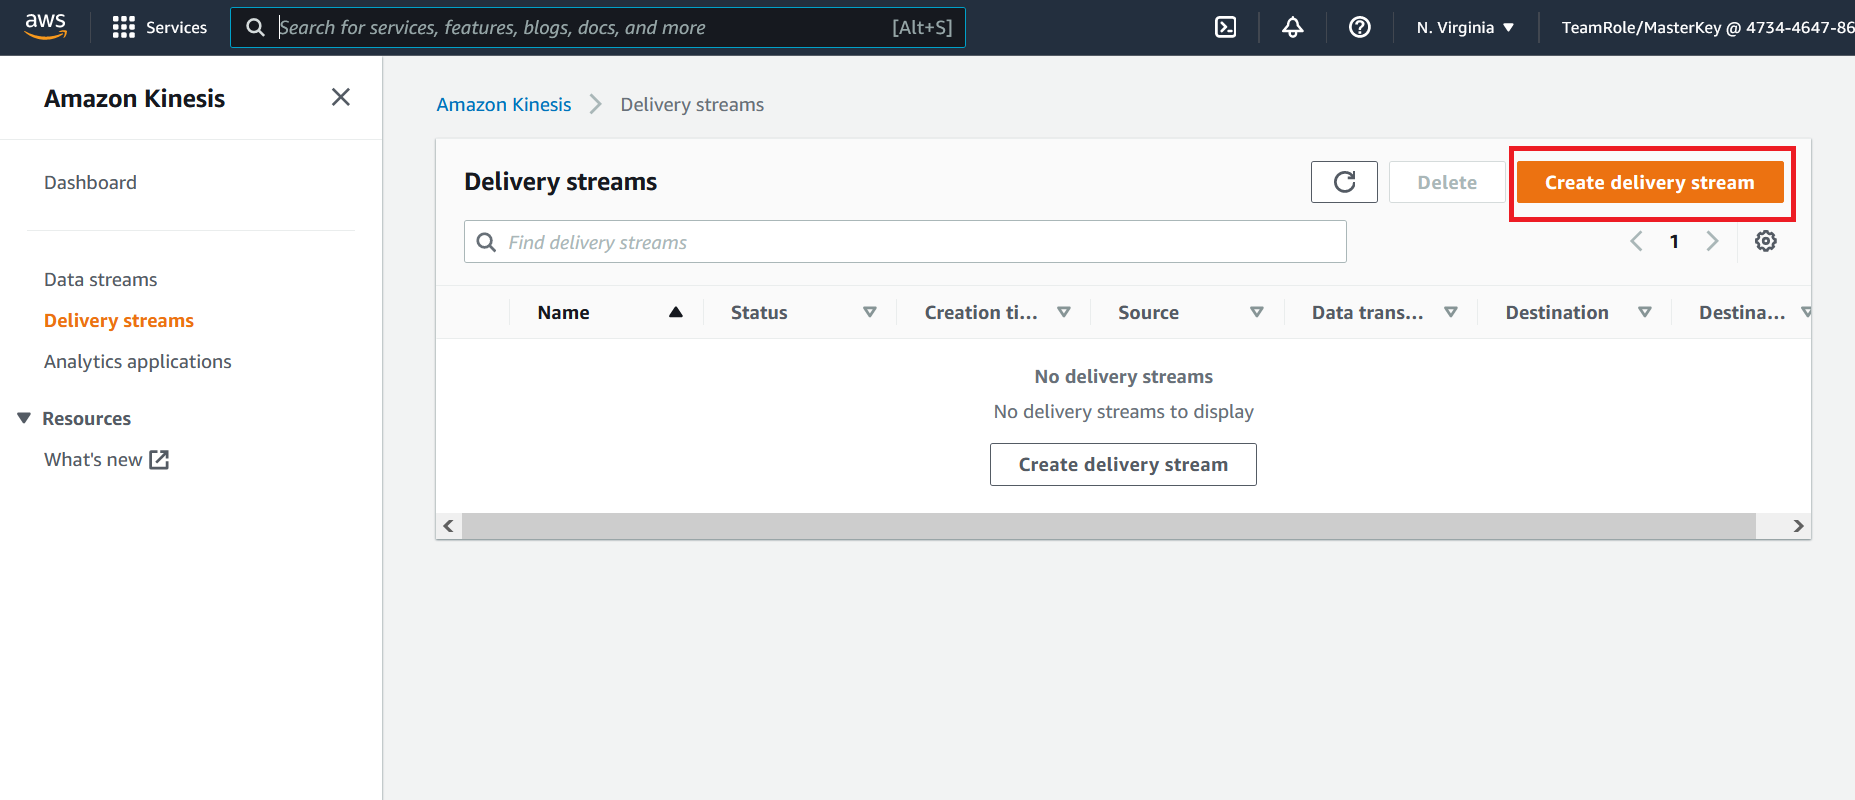 aws
Services
Search for services, features, blogs, docs, and more
[Alt+S]
N. Virginia
TeamRole/MasterKey @ 4734-4647-86
Amazon Kinesis
Dashboard
Data streams
Delivery streams
Analytics applications
Resources
What's new
Amazon Kinesis
Delivery streams
Delivery streams
Delete
Create delivery stream
Find delivery streams
1
Name
Status
Creation ti...
Source
Data trans...
Destination
Destina...
No delivery streams
No delivery streams to display
Create delivery stream